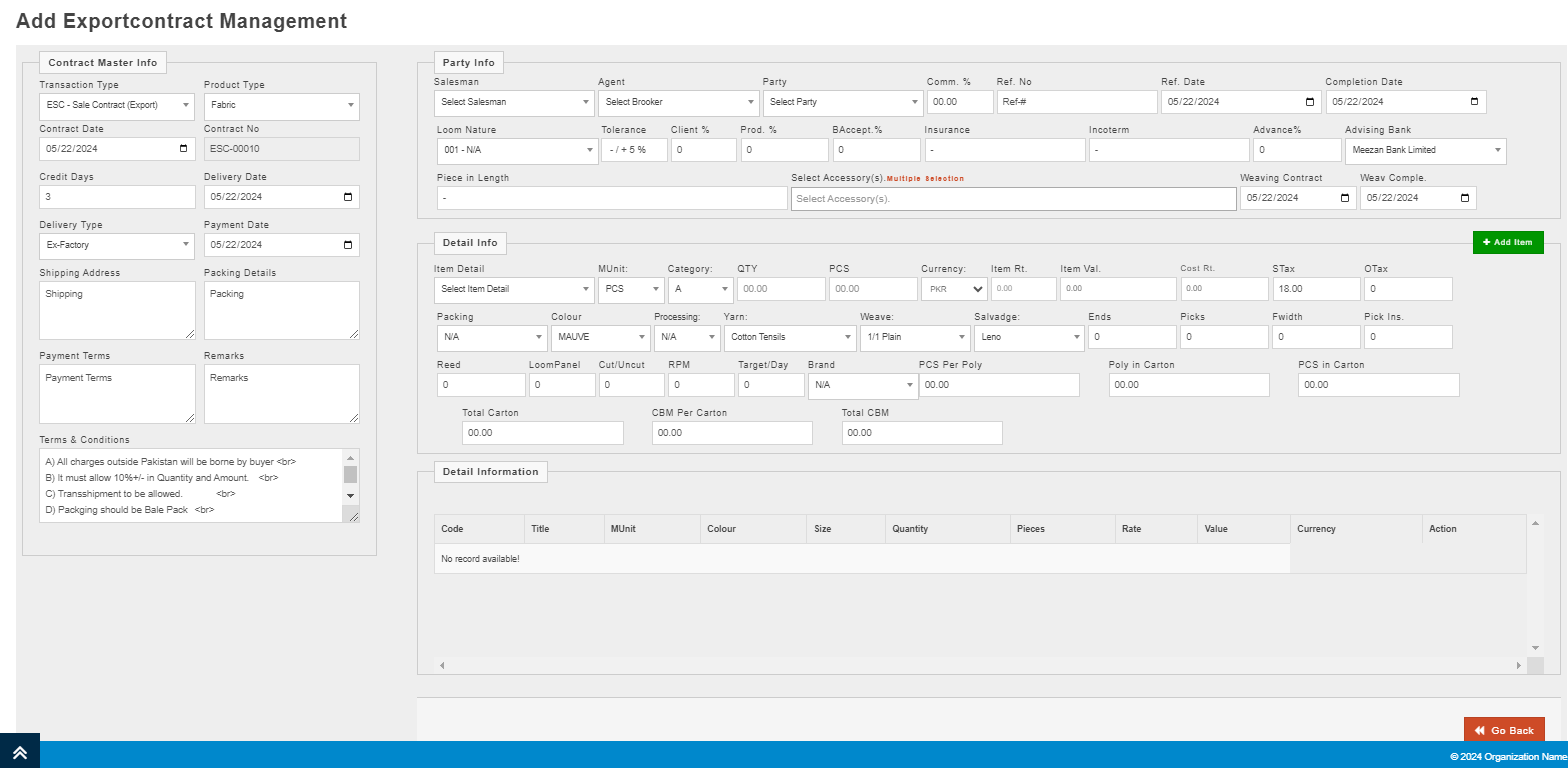 Add Exportcontract Management
Contract Master Info
Transaction Type Product Type
ESC - Sale Contract (Export) Fabric
Contract Date Contract No
05/22/2024 ESC-00010
Credit Days Delivery Date
3 05/22/2024
Delivery Type Payment Date
Ex-Factory 05/22/2024
Shipping Address Packing Details
Shipping Packing
Payment Terms Remarks
Payment Terms Remarks
Terms & Conditions
A) All charges outside Pakistan will be borne by buyer <br>
B) It must allow 10%+/- in Quantity and Amount. <br>
C) Transshipment to be allowed. <br>
D) Packging should be Bale Pack <br>
Party Info
Salesman Agent Party Comm. % Ref. No Ref. Date Completion Date
Select Salesman Select Brooker Select Party 00.00 Ref-# 05/22/2024 05/22/2024
Loom Nature Tolerance Client % Prod. % BAccept.% Insurance Incoterm Advance% Advising Bank
001 - N/A - / + 5 % 0 0 0 - - 0 Meezan Bank Limited
Piece in Length Select Accessory(s).Multiple Selection Weaving Contract Weav Comple.
- Select Accessory(s). 05/22/2024 05/22/2024
Detail Info
+ Add Item
Item Detail MUnit: Category: QTY PCS Currency: Item Rt. Item Val. Cost Rt. STax OTax
Select Item Detail PCS A 00.00 00.00 PKR 0.00 0.00 0.00 18.00 0
Packing Colour Processing: Yarn: Weave: Salvadge: Ends Picks Fwidth Pick Ins.
N/A MAUVE N/A Cotton Tensils 1/1 Plain Leno 0 0 0 0
Reed LoomPanel Cut/Uncut RPM Target/Day Brand PCS Per Poly Poly in Carton PCS in Carton
0 0 0 0 0 N/A 00.00 00.00 00.00
Total Carton CBM Per Carton Total CBM
00.00 00.00 00.00
Detail Information
Code Title MUnit Colour Size Quantity Pieces Rate Value Currency Action
No record available!
Go Back
© 2024 Organization Name